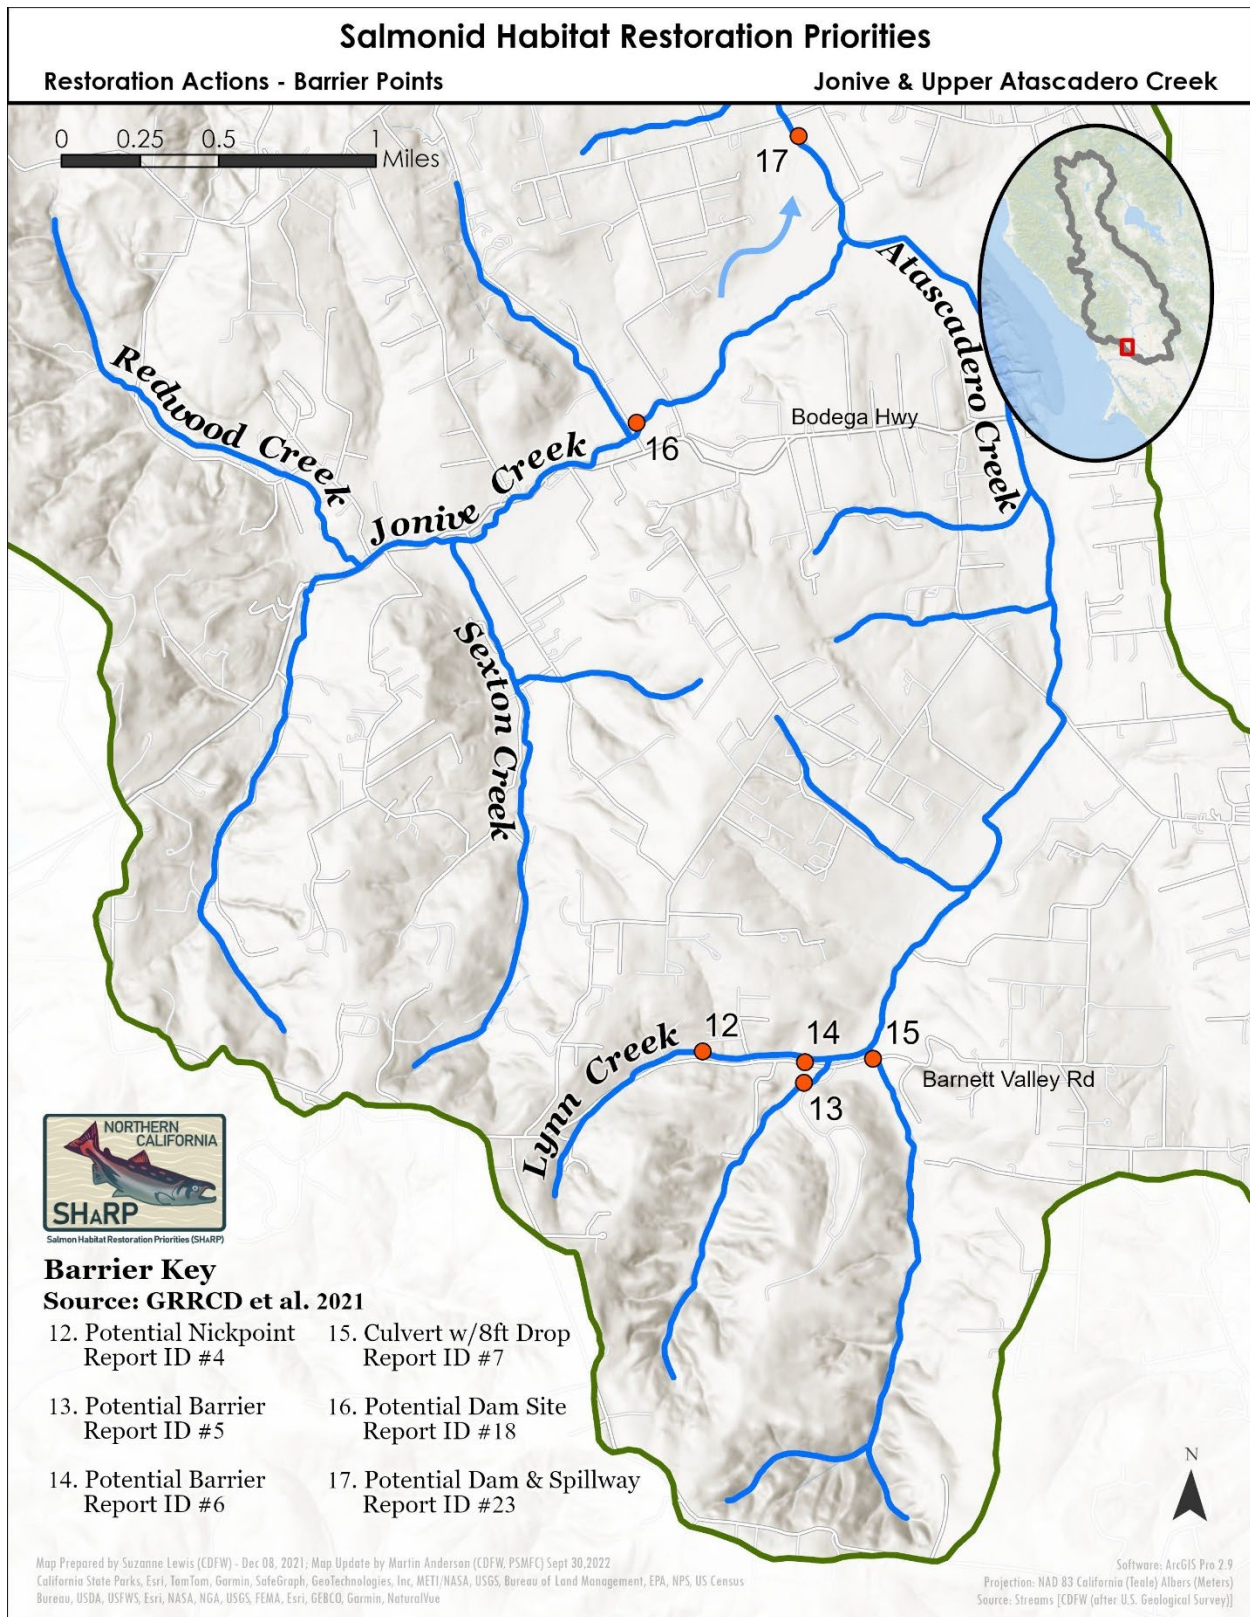 Salmonid Habitat Restoration Priorities
Restoration Actions - Barrier Points
Jonive & Upper Atascadero Creek
0 0.25 0.5 1
Miles
17
Atascadero Creek
Redwood Creek
Bodega Hwy
16
Jonive Creek
Sexton Creek
12
14
15
Lynn Creek
Barnett Valley Rd
13
NORTHERN
CALIFORNIA
SHaRP
Salmon Habitat Restoration Priorities (SHaRP)
Barrier Key
Source: GRRCD et al. 2021
12. Potential Nickpoint
Report ID #4
13. Potential Barrier
Report ID #5
14. Potential Barrier
Report ID #6
15. Culvert w/8ft Drop
Report ID #7
16. Potential Dam Site
Report ID #18
17. Potential Dam & Spillway
Report ID #23
N
Map Prepared by Suzanne Lewis (CDFW) - Dec 08, 2021; Map Update by Martin Anderson (CDFW, PSMFC) Sept 30,2022
California State Parks, Esri, TomTom, Garmin, SafeGraph, GeoTechnologies, Inc, METI/NASA, USGS, Bureau of Land Management, EPA, NPS, US Census
Bureau, USDA, USFWS, Esri, NASA, NGA, USGS, FEMA, Esri, GEBCO, Garmin, NaturalVue
Software: ArcGIS Pro 2.9
Projection: NAD 83 California (Teale) Albers (Meters)
Source: Streams [CDFW (after U.S. Geological Survey)]